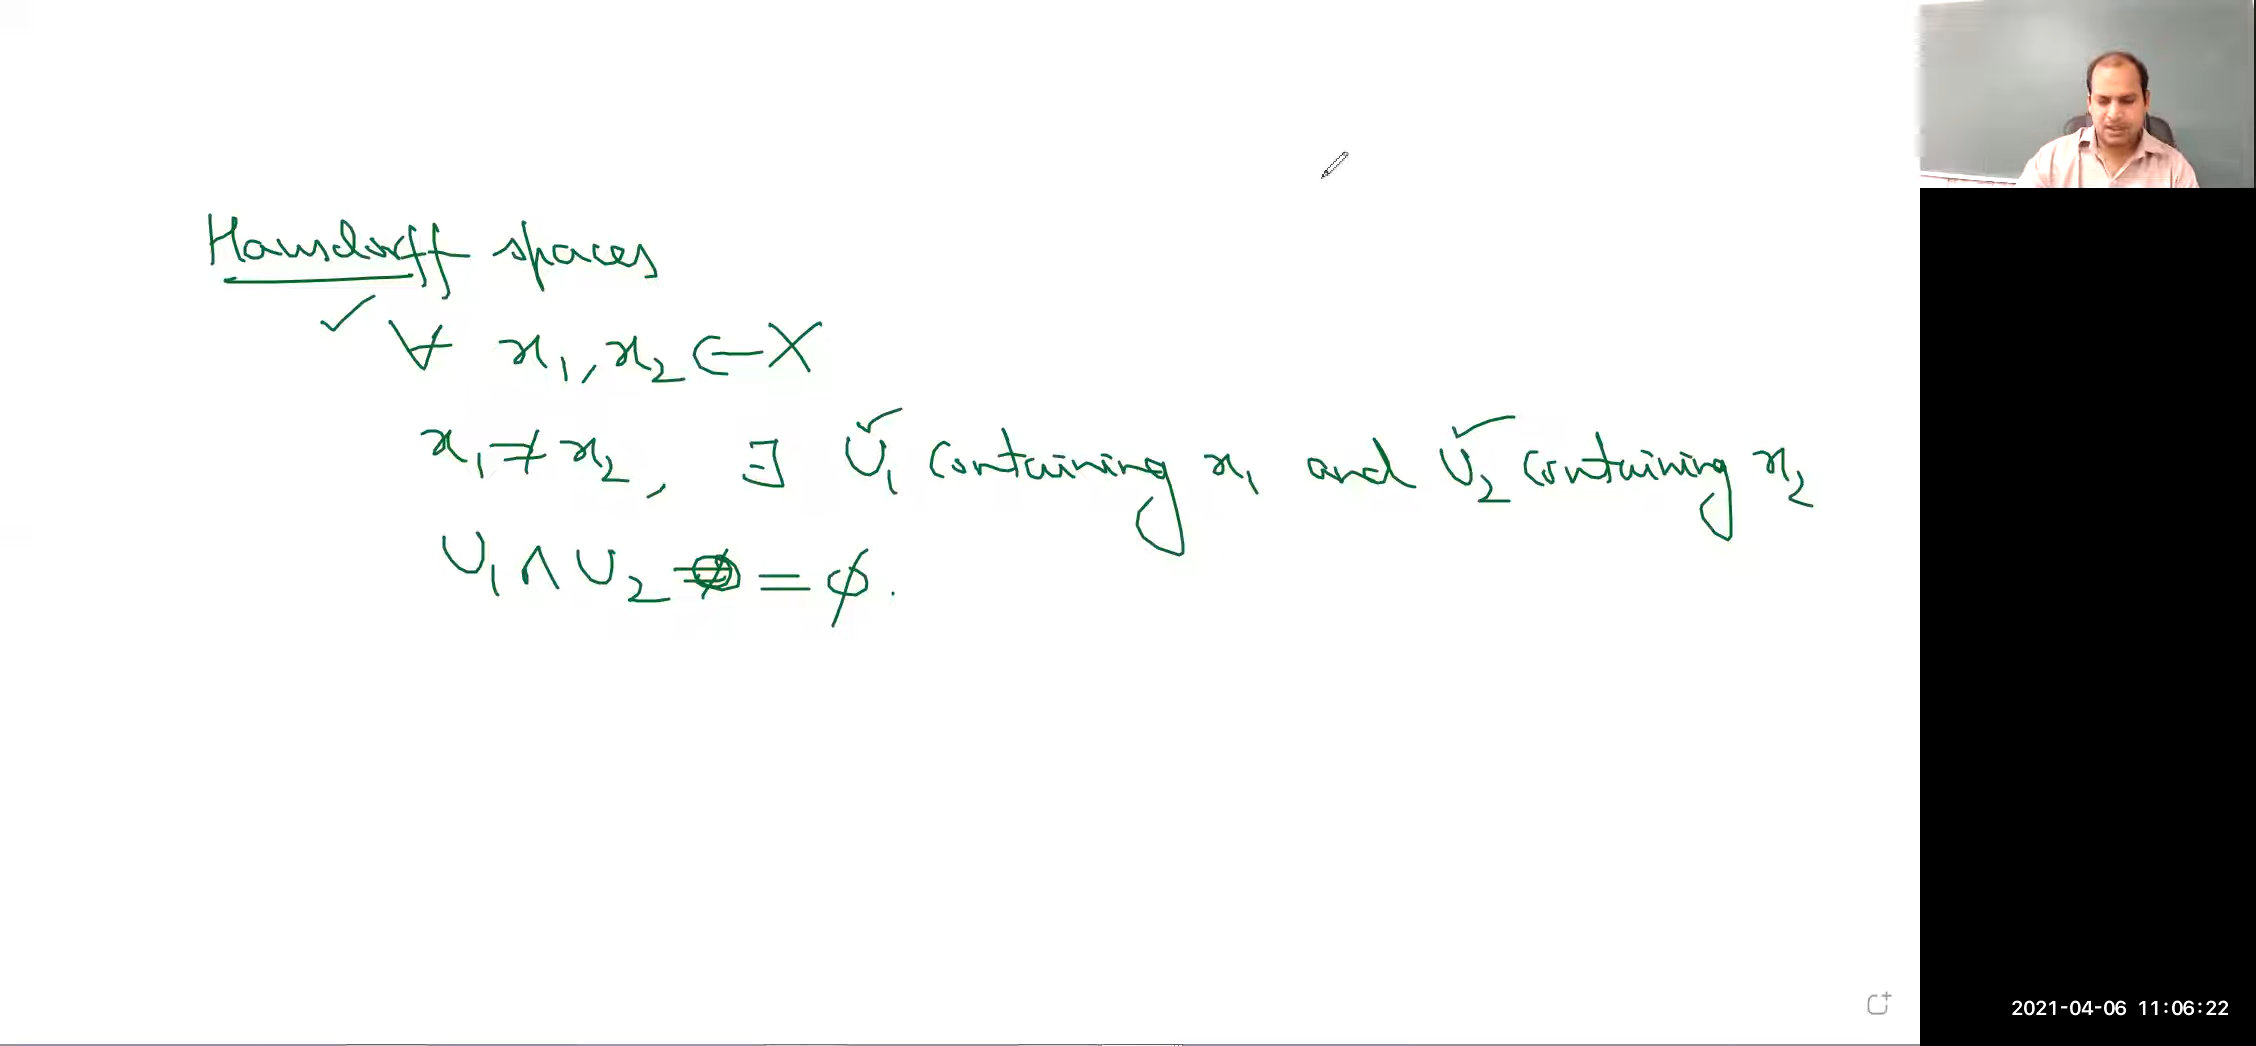 Hausdorff spaces
∀ x₁, x₂ ∈ X
x₁ ≠ x₂, ∃ U₁ containing x₁ and U₂ containing x₂
U₁ ∩ U₂ = ϕ.
2021-04-06 11:06:22